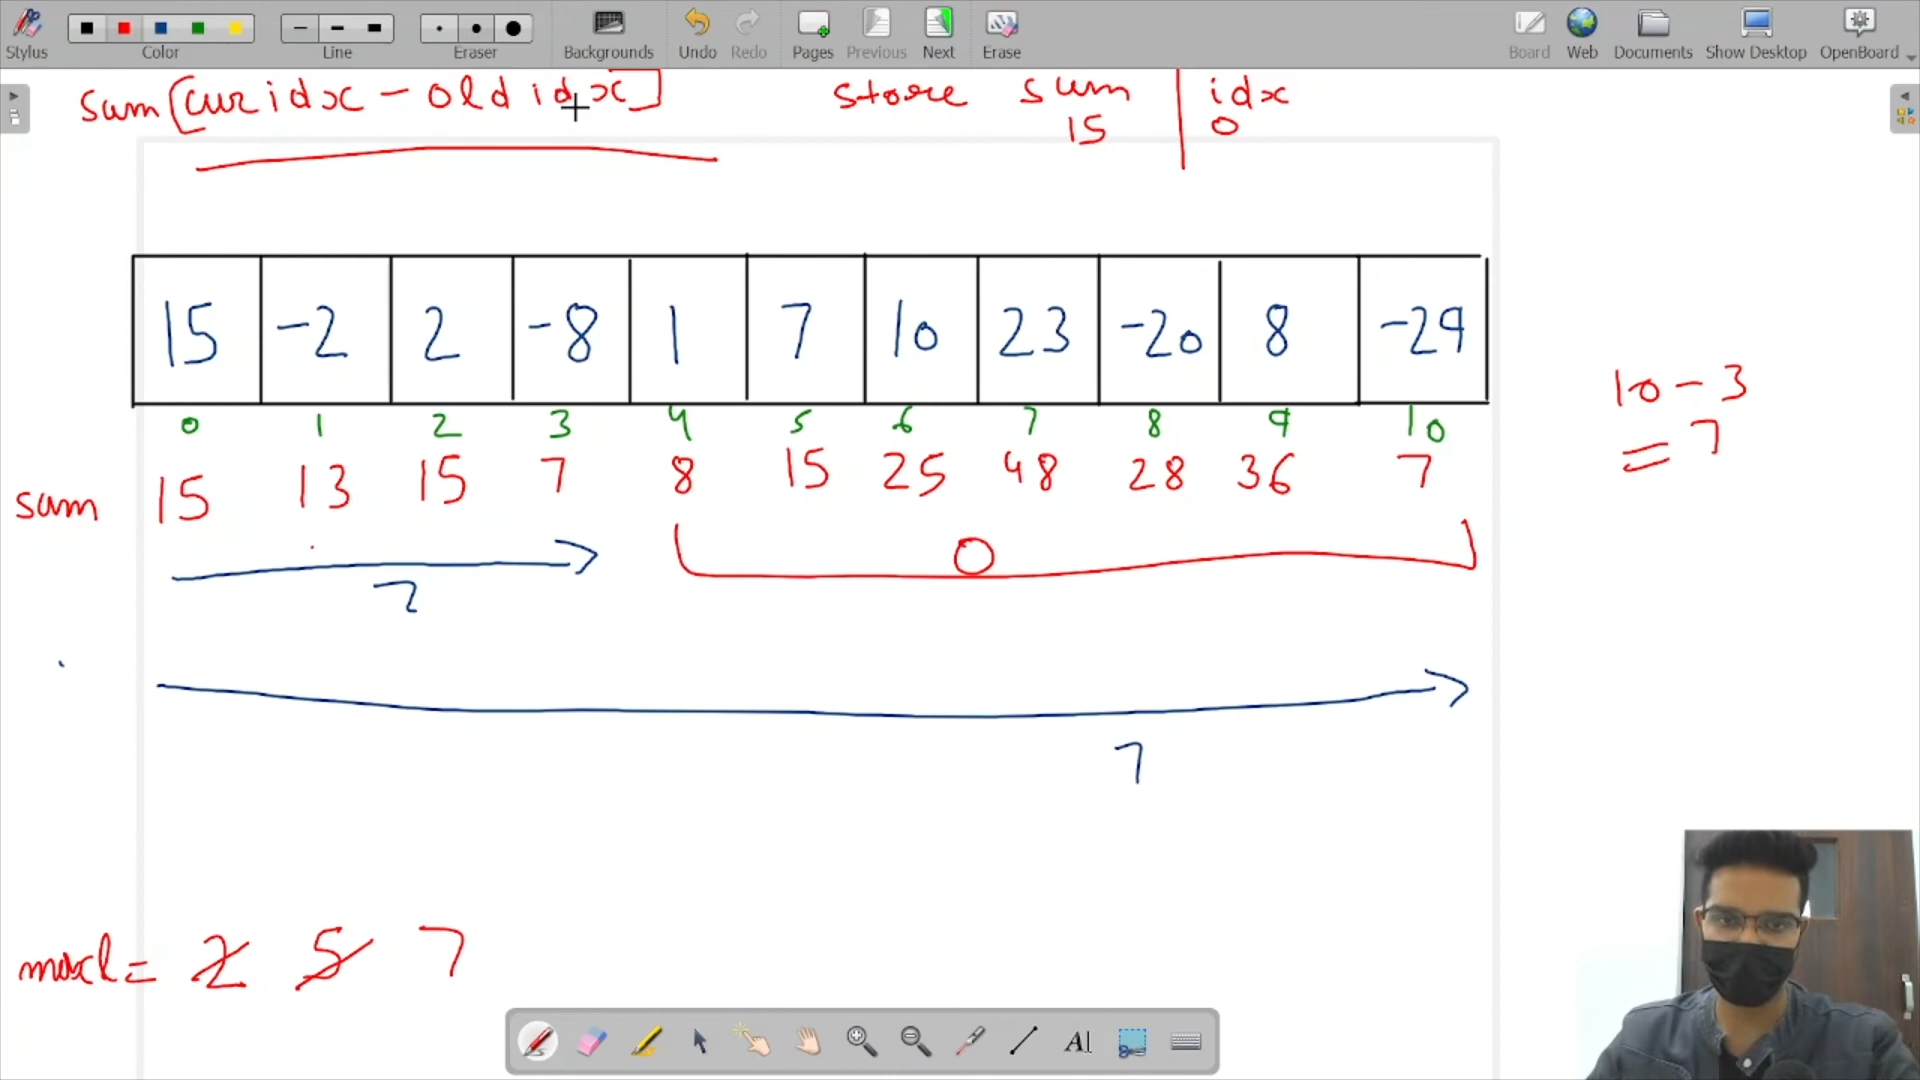 Stylus Color Line Eraser Backgrounds Undo Redo Pages Previous Next Erase Board Web Documents Show Desktop OpenBoard
sum[cur idx - old idx] store sum idx
15 0
15 -2 2 -8 1 7 10 23 -20 8 -29
0 1 2 3 4 5 6 7 8 9 10
sum 15 13 15 7 8 15 25 48 28 36 7
10 - 3
= 7
0
7
7
maxl = 2 5 7
AI